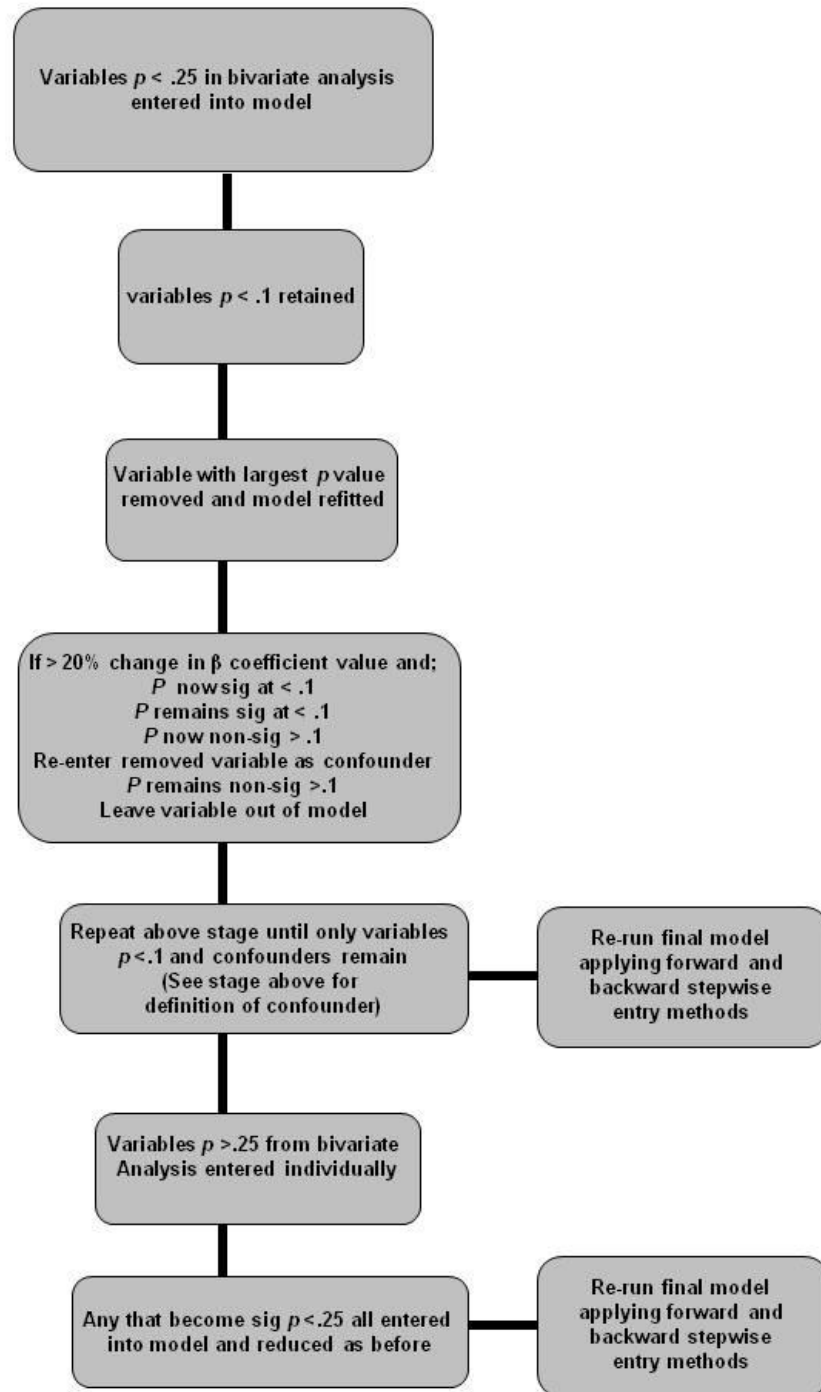 Variables p < .25 in bivariate analysis
entered into model
variables p < .1 retained
Variable with largest p value
removed and model refitted
If > 20% change in β coefficient value and;
P now sig at < .1
P remains sig at < .1
P now non-sig > .1
Re-enter removed variable as confounder
P remains non-sig >.1
Leave variable out of model
Repeat above stage until only variables
p <.1 and confounders remain
(See stage above for
definition of confounder)
Re-run final model
applying forward and
backward stepwise
entry methods
Variables p >.25 from bivariate
Analysis entered individually
Any that become sig p <.25 all entered
into model and reduced as before
Re-run final model
applying forward and
backward stepwise
entry methods